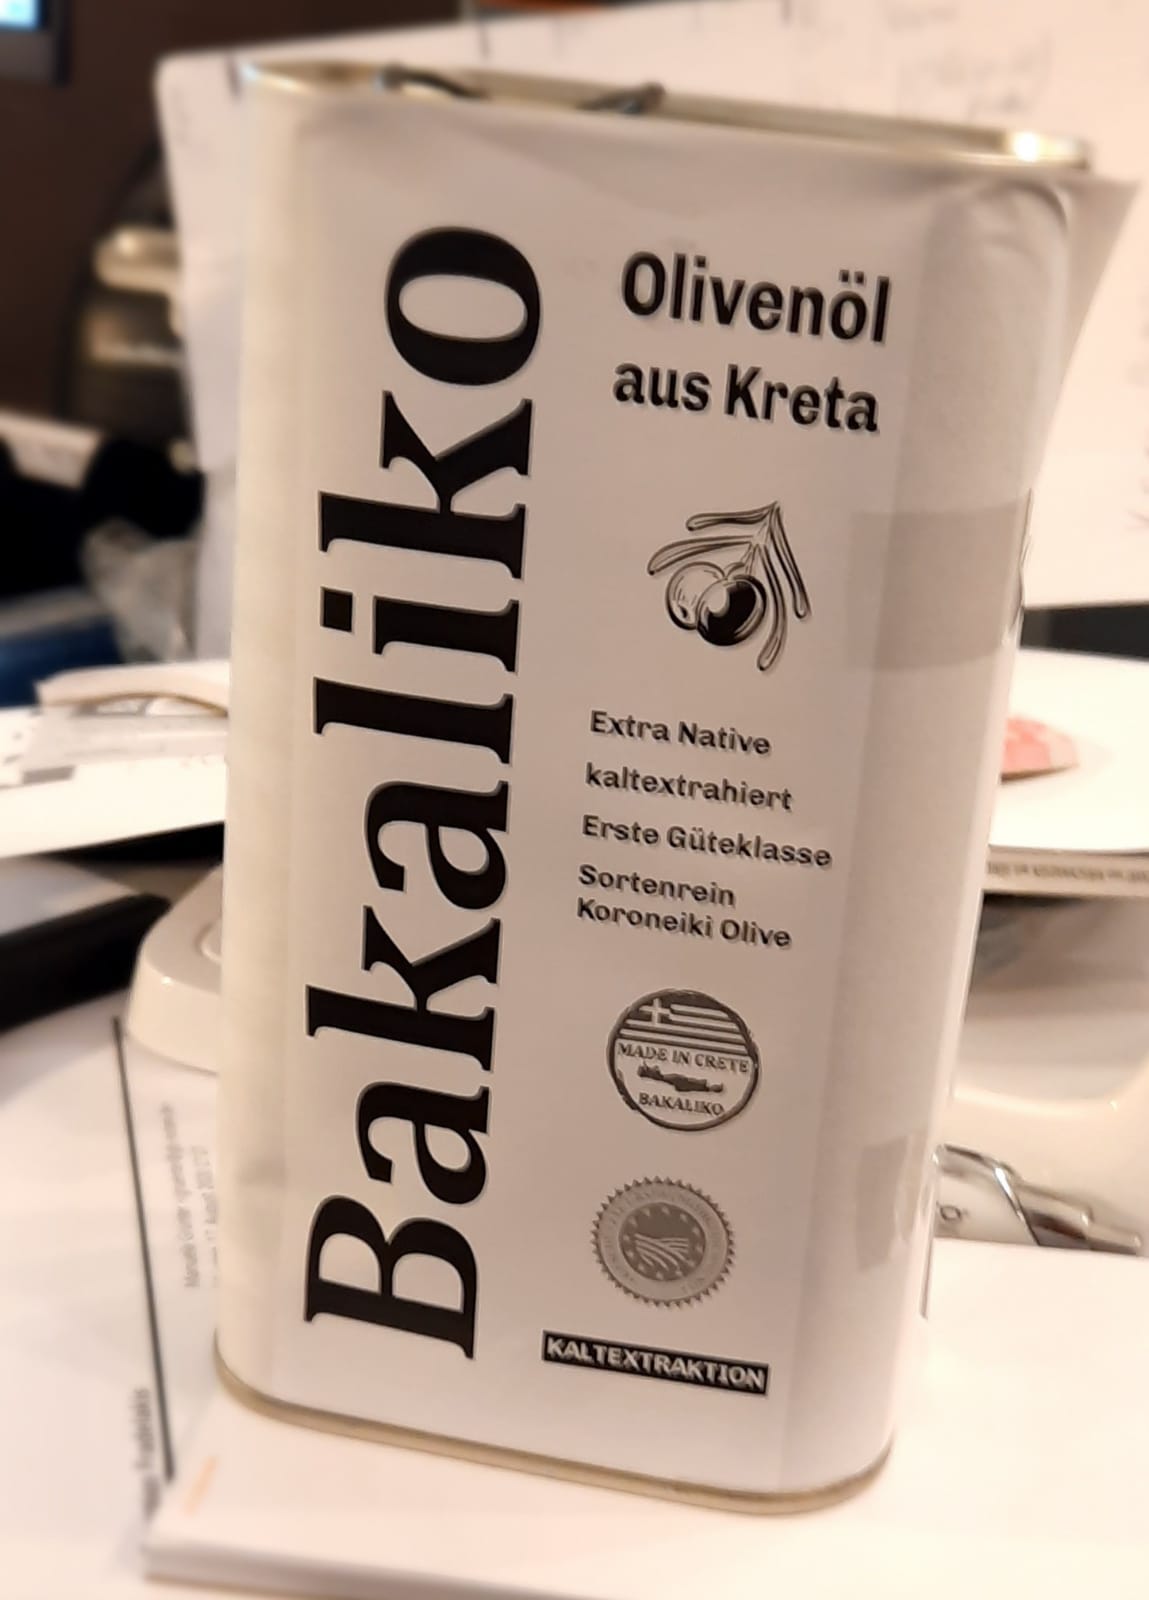 Bakaliko
Olivenöl
aus Kreta
Extra Native
kaltextrahiert
Erste Güteklasse
Sortenrein
Koroneiki Olive
MADE IN CRETE
BAKALIKO
KALTEXTRAKTION